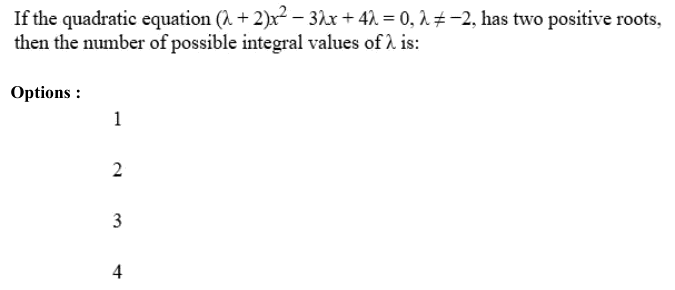 If the quadratic equation (λ + 2)x² − 3λx + 4λ = 0, λ ≠ −2, has two positive roots,
then the number of possible integral values of λ is:
Options :
1
2
3
4